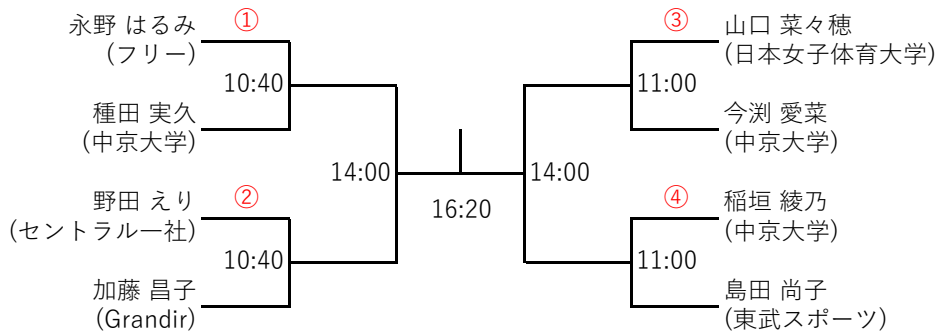 永野 はるみ
(フリー)
①
10:40
種田 実久
(中京大学)
野田 えり
(セントラル一社)
②
10:40
加藤 昌子
(Grandir)
14:00
16:20
14:00
③
山口 菜々穂
(日本女子体育大学)
11:00
今渕 愛菜
(中京大学)
④
稲垣 綾乃
(中京大学)
11:00
島田 尚子
(東武スポーツ)